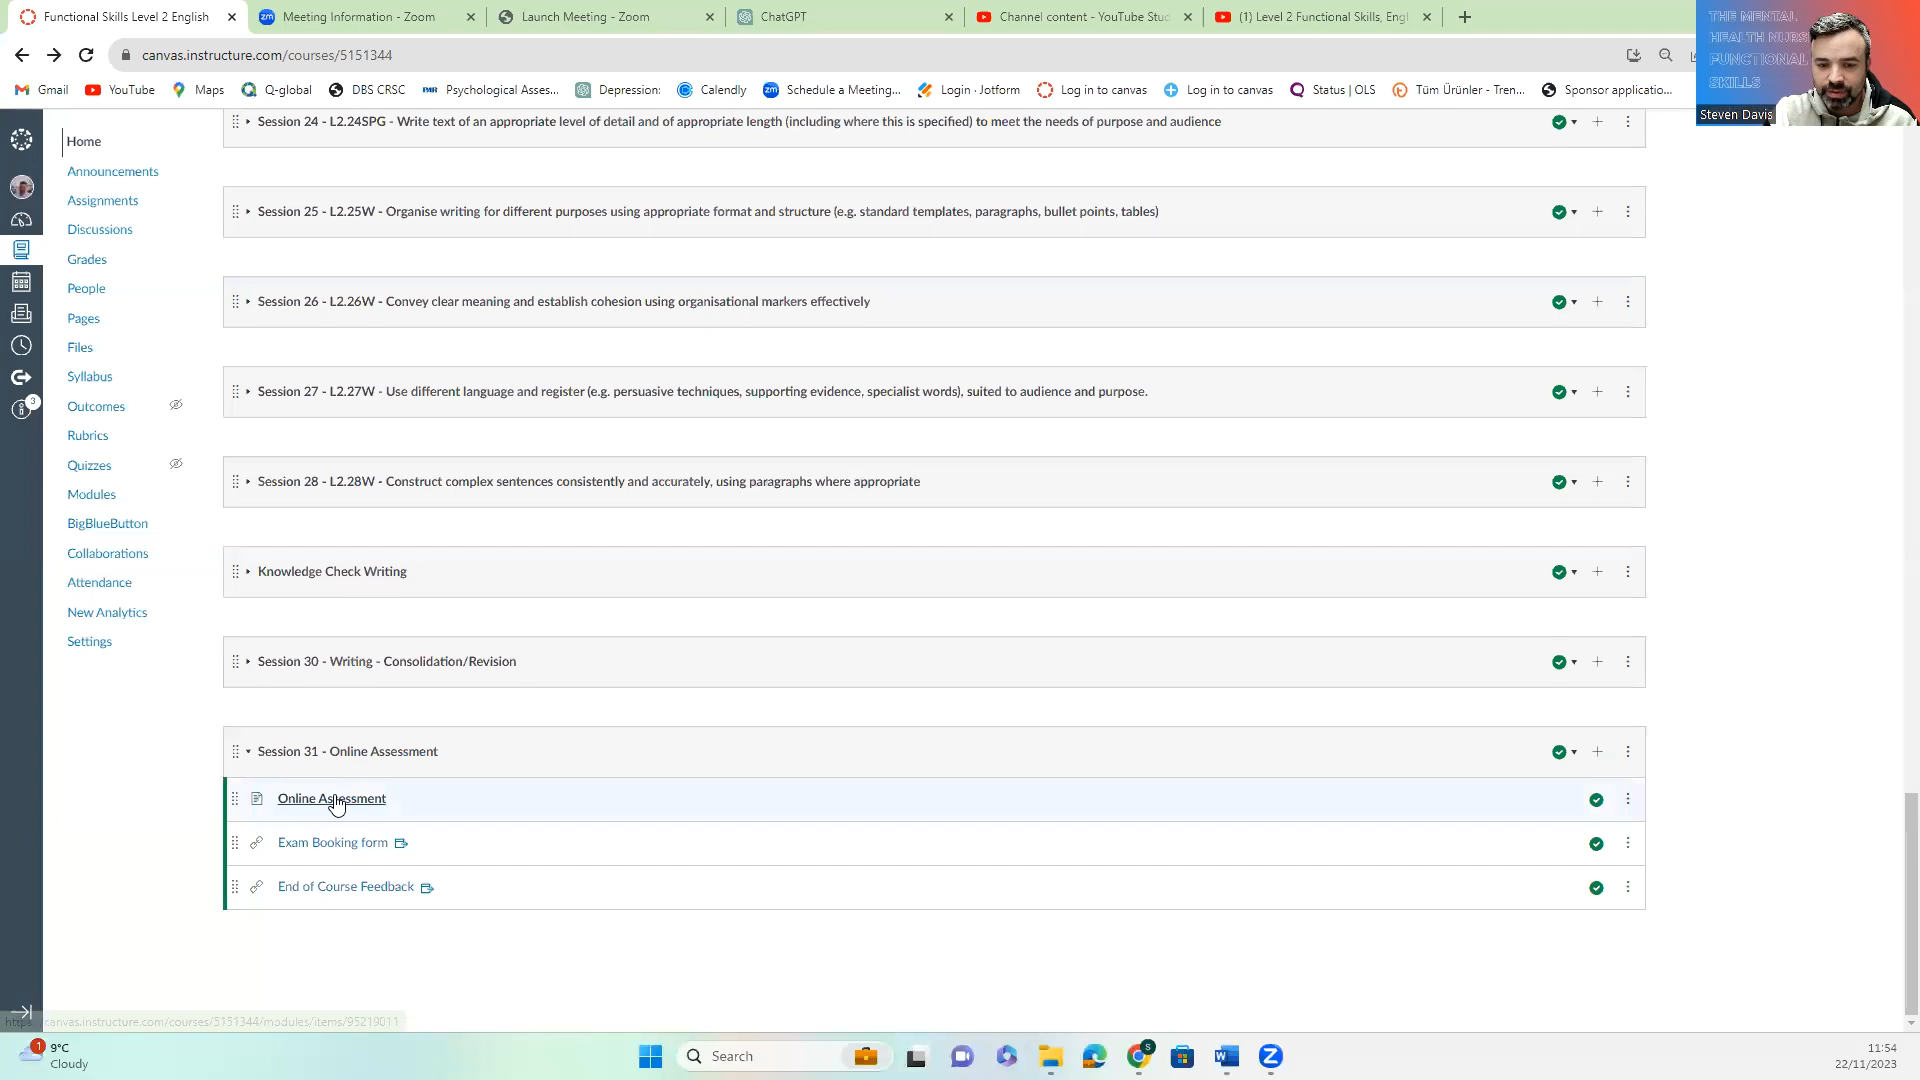 Functional Skills Level 2 English
Meeting Information - Zoom
Launch Meeting - Zoom
ChatGPT
Channel content - YouTube Stu
(1) Level 2 Functional Skills, Engl
canvas.instructure.com/courses/5151344
Gmail
YouTube
Maps
Q-global
DBS CRSC
Psychological Asses...
Depression:
Calendly
Schedule a Meeting...
Login · Jotform
Log in to canvas
Log in to canvas
Status | OLS
Tüm Ürünler - Tren...
Sponsor applicatio...
THE MENTAL
HEALTH NURS
FUNCTIONAL
SKILLS
Steven Davis
Home
Announcements
Assignments
Discussions
Grades
People
Pages
Files
Syllabus
Outcomes
Rubrics
Quizzes
Modules
BigBlueButton
Collaborations
Attendance
New Analytics
Settings
3
Session 24 - L2.24SPG - Write text of an appropriate level of detail and of appropriate length (including where this is specified) to meet the needs of purpose and audience
Session 25 - L2.25W - Organise writing for different purposes using appropriate format and structure (e.g. standard templates, paragraphs, bullet points, tables)
Session 26 - L2.26W - Convey clear meaning and establish cohesion using organisational markers effectively
Session 27 - L2.27W - Use different language and register (e.g. persuasive techniques, supporting evidence, specialist words), suited to audience and purpose.
Session 28 - L2.28W - Construct complex sentences consistently and accurately, using paragraphs where appropriate
Knowledge Check Writing
Session 30 - Writing - Consolidation/Revision
Session 31 - Online Assessment
Online Assessment
Exam Booking form
End of Course Feedback
https://canvas.instructure.com/courses/5151344/modules/items/95219011
1
9°C
Cloudy
Search
S
11:54
22/11/2023